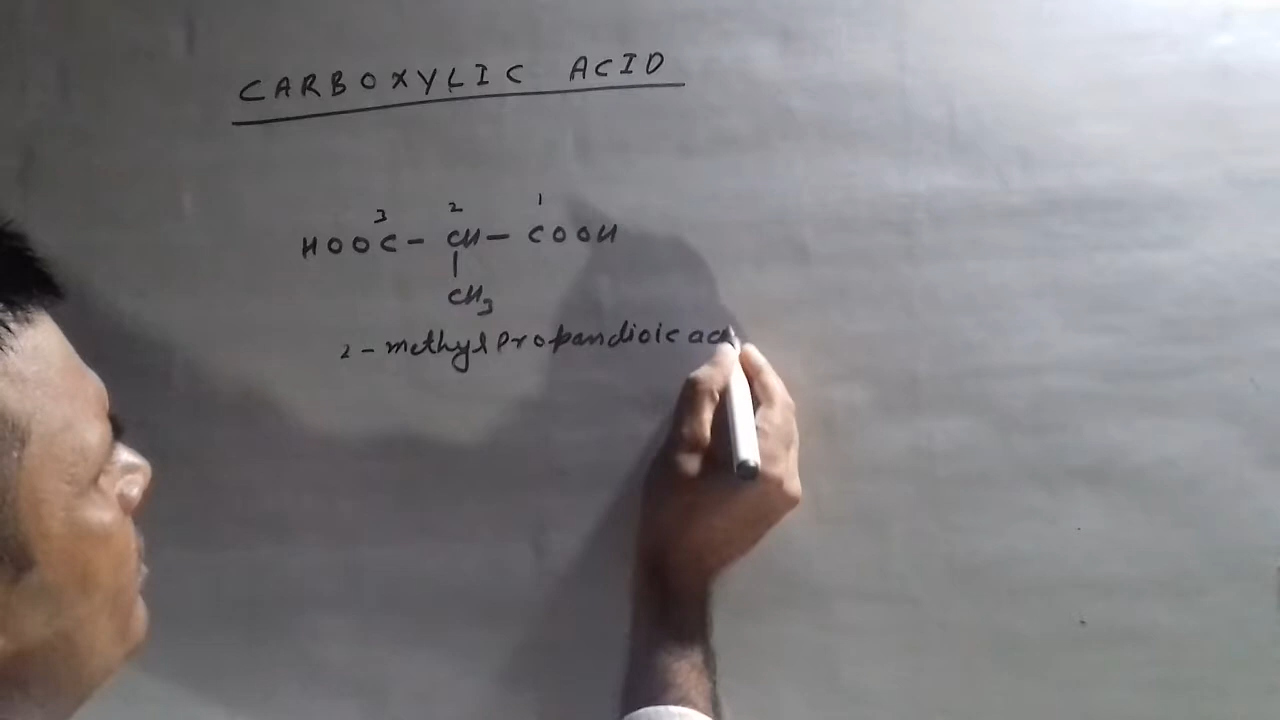 CARBOXYLIC ACID
3 2 1
HOOC - CH - COOH
|
CH3
2 - methyl Propandioic ac